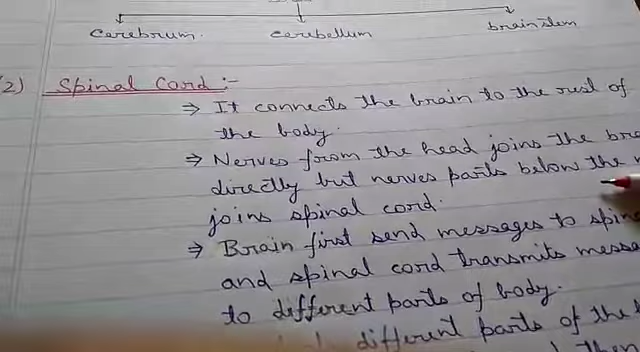 cerebrum. cerebellum brainstem
(2) Spinal Cord :-
⇒ It connects the brain to the rest of
the body.
⇒ Nerves from the head joins the
directly but nerves parts below the
joins spinal cord.
⇒ Brain first send messages to
and spinal cord transmits
to different parts of body.
different parts of the
then